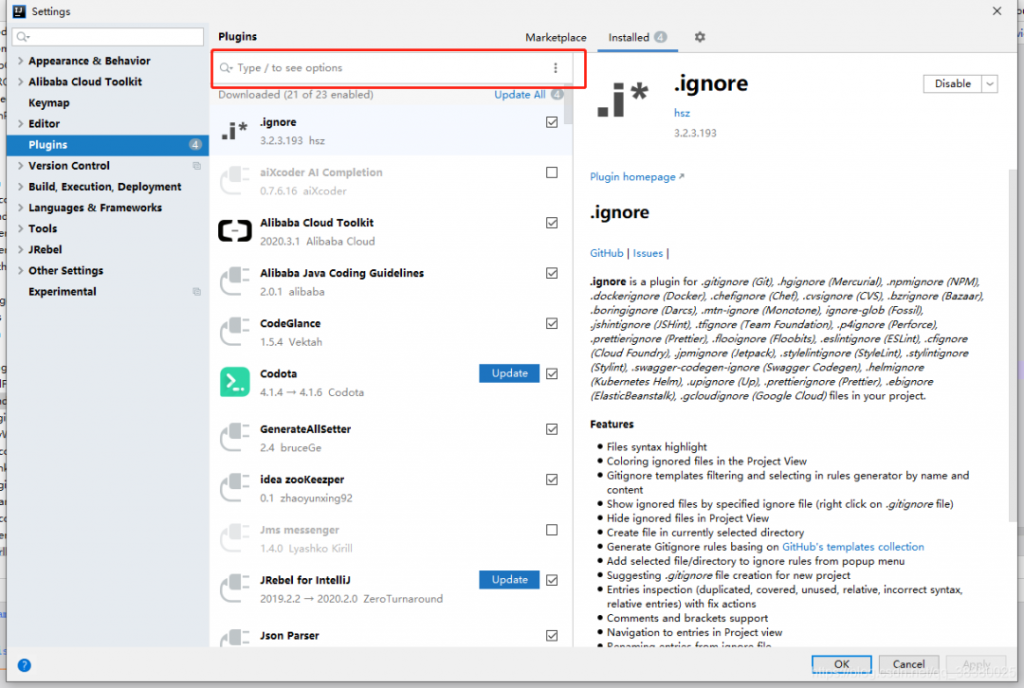 Settings
Appearance & Behavior
Alibaba Cloud Toolkit
Keymap
Editor
Plugins 4
Version Control
Build, Execution, Deployment
Languages & Frameworks
Tools
JRebel
Other Settings
Experimental
Plugins
Marketplace
Installed 4
Type / to see options
Downloaded (21 of 23 enabled) Update All 4
.ignore
3.2.3.193 hsz
aiXcoder AI Completion
0.7.6.16 aiXcoder
Alibaba Cloud Toolkit
2020.3.1 Alibaba Cloud
Alibaba Java Coding Guidelines
2.0.1 alibaba
CodeGlance
1.5.4 Vektah
Codota Update
4.1.4 → 4.1.6 Codota
GenerateAllSetter
2.4 bruceGe
idea zooKeezper
0.1 zhaoyunxing92
Jms messenger
1.4.0 Lyashko Kirill
JRebel for IntelliJ Update
2019.2.2 → 2020.2.0 ZeroTurnaround
Json Parser
.ignore Disable
hsz
3.2.3.193
Plugin homepage ↗
.ignore
GitHub | Issues |
.ignore is a plugin for .gitignore (Git), .hgignore (Mercurial), .npmignore (NPM),
.dockerignore (Docker), .chefignore (Chef), .cvsignore (CVS), .bzrignore (Bazaar),
.boringignore (Darcs), .mtn-ignore (Monotone), ignore-glob (Fossil),
.jshintignore (JSHint), .tfignore (Team Foundation), .p4ignore (Perforce),
.prettierignore (Prettier), .flooignore (Floobits), .eslintignore (ESLint), .cfignore
(Cloud Foundry), .jpmignore (Jetpack), .stylelintignore (StyleLint), .stylintignore
(Stylint), .swagger-codegen-ignore (Swagger Codegen), .helmignore
(Kubernetes Helm), .upignore (Up), .prettierignore (Prettier), .ebignore
(ElasticBeanstalk), .gcloudignore (Google Cloud) files in your project.
Features
• Files syntax highlight
• Coloring ignored files in the Project View
• Gitignore templates filtering and selecting in rules generator by name and
content
• Show ignored files by specified ignore file (right click on .gitignore file)
• Hide ignored files in Project View
• Create file in currently selected directory
• Generate Gitignore rules basing on GitHub's templates collection
• Add selected file/directory to ignore rules from popup menu
• Suggesting .gitignore file creation for new project
• Entries inspection (duplicated, covered, unused, relative, incorrect syntax,
relative entries) with fix actions
• Comments and brackets support
• Navigation to entries in Project view
• Renaming entries from ignore file
? OK Cancel Apply